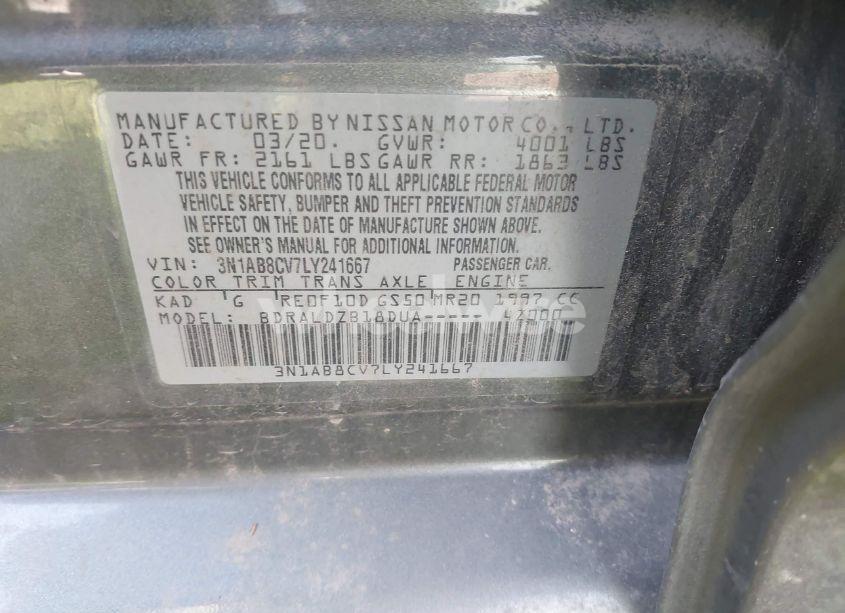 MANUFACTURED BY NISSAN MOTOR CO., LTD.
DATE: 03/20. GVWR: 4001 LBS
GAWR FR: 2161 LBS GAWR RR: 1863 LBS
THIS VEHICLE CONFORMS TO ALL APPLICABLE FEDERAL MOTOR
VEHICLE SAFETY, BUMPER AND THEFT PREVENTION STANDARDS
IN EFFECT ON THE DATE OF MANUFACTURE SHOWN ABOVE.
SEE OWNER'S MANUAL FOR ADDITIONAL INFORMATION.
VIN: 3N1AB8CV7LY241667 PASSENGER CAR.
COLOR TRIM TRANS AXLE ENGINE
KAD G RE0F10D GS50 MR20 1997 CC
MODEL: BDRALDZB18DUA----- 42000
3N1AB8CV7LY241667